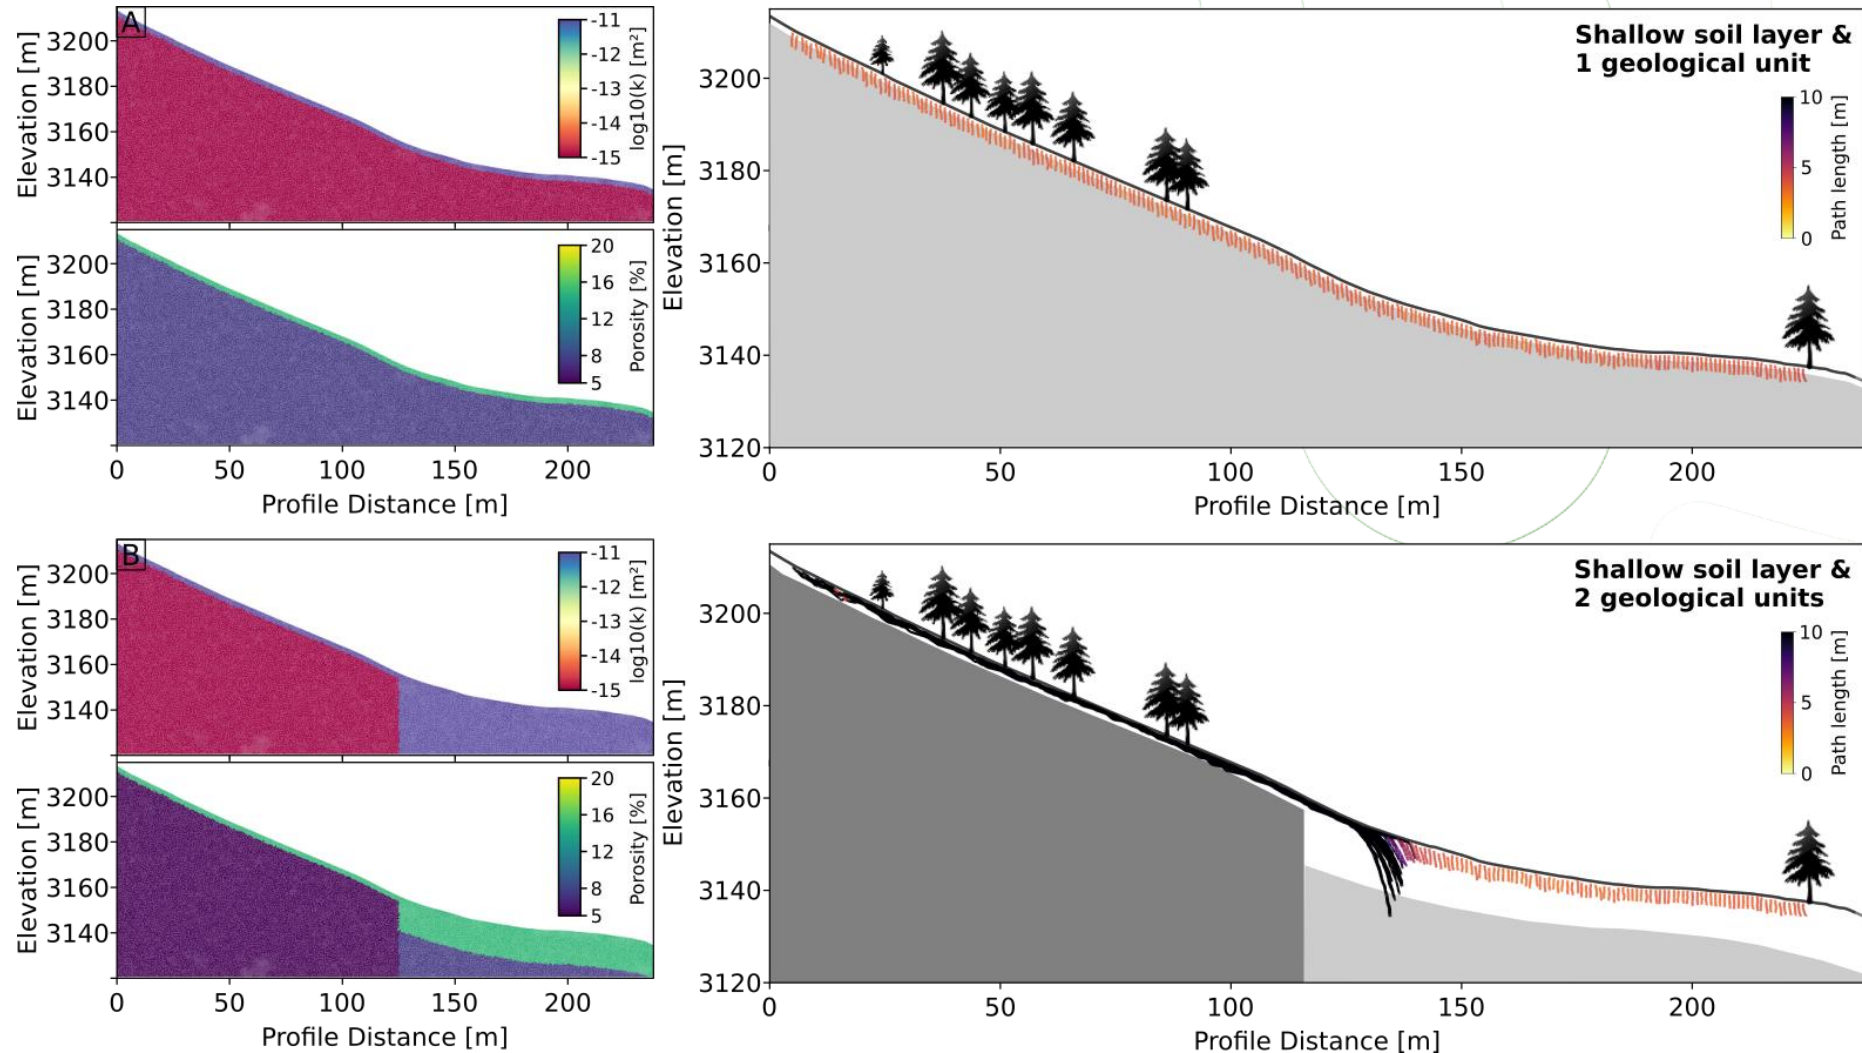 A
3200
3180
3160
3140
Elevation [m]
-11
-12
-13
-14
-15
log10(k) [m²]
3200
3180
3160
3140
Elevation [m]
20
16
12
8
5
Porosity [%]
0 50 100 150 200
Profile Distance [m]
Shallow soil layer &
1 geological unit
10
5
0
Path length [m]
3200
3180
3160
3140
3120
Elevation [m]
0 50 100 150 200
Profile Distance [m]
B
3200
3180
3160
3140
Elevation [m]
-11
-12
-13
-14
-15
log10(k) [m²]
3200
3180
3160
3140
Elevation [m]
20
16
12
8
5
Porosity [%]
0 50 100 150 200
Profile Distance [m]
Shallow soil layer &
2 geological units
10
5
0
Path length [m]
3200
3180
3160
3140
3120
Elevation [m]
0 50 100 150 200
Profile Distance [m]